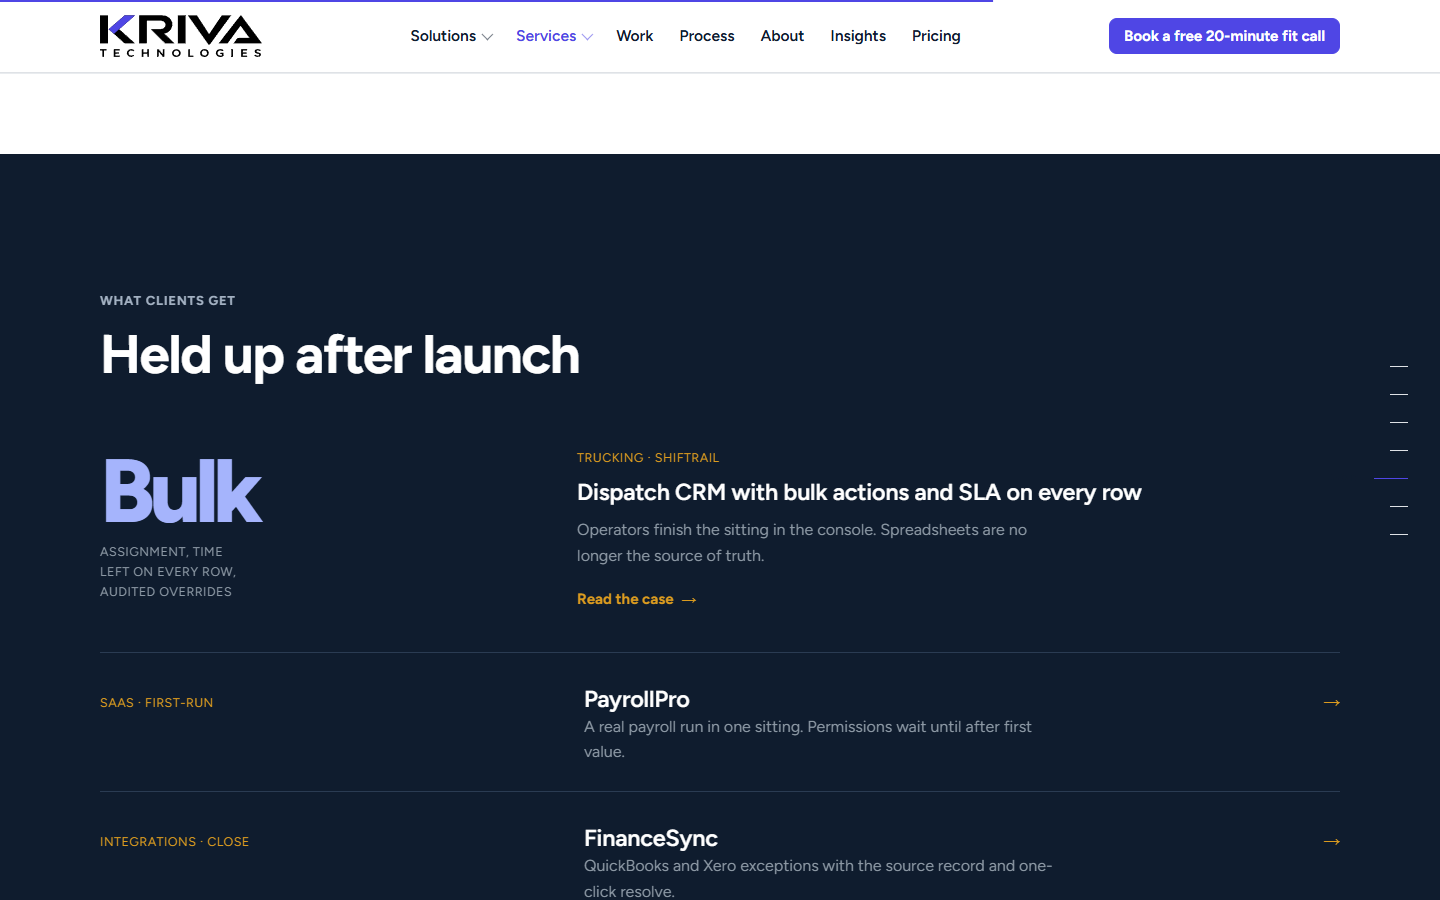 KRIVA
TECHNOLOGIES
Solutions
Services
Work
Process
About
Insights
Pricing
Book a free 20-minute fit call
WHAT CLIENTS GET
Held up after launch
Bulk
ASSIGNMENT, TIME
LEFT ON EVERY ROW,
AUDITED OVERRIDES
TRUCKING · SHIFTRAIL
Dispatch CRM with bulk actions and SLA on every row
Operators finish the sitting in the console. Spreadsheets are no
longer the source of truth.
Read the case →
SAAS · FIRST-RUN
PayrollPro
A real payroll run in one sitting. Permissions wait until after first
value.
→
INTEGRATIONS · CLOSE
FinanceSync
QuickBooks and Xero exceptions with the source record and one-
click resolve.
→